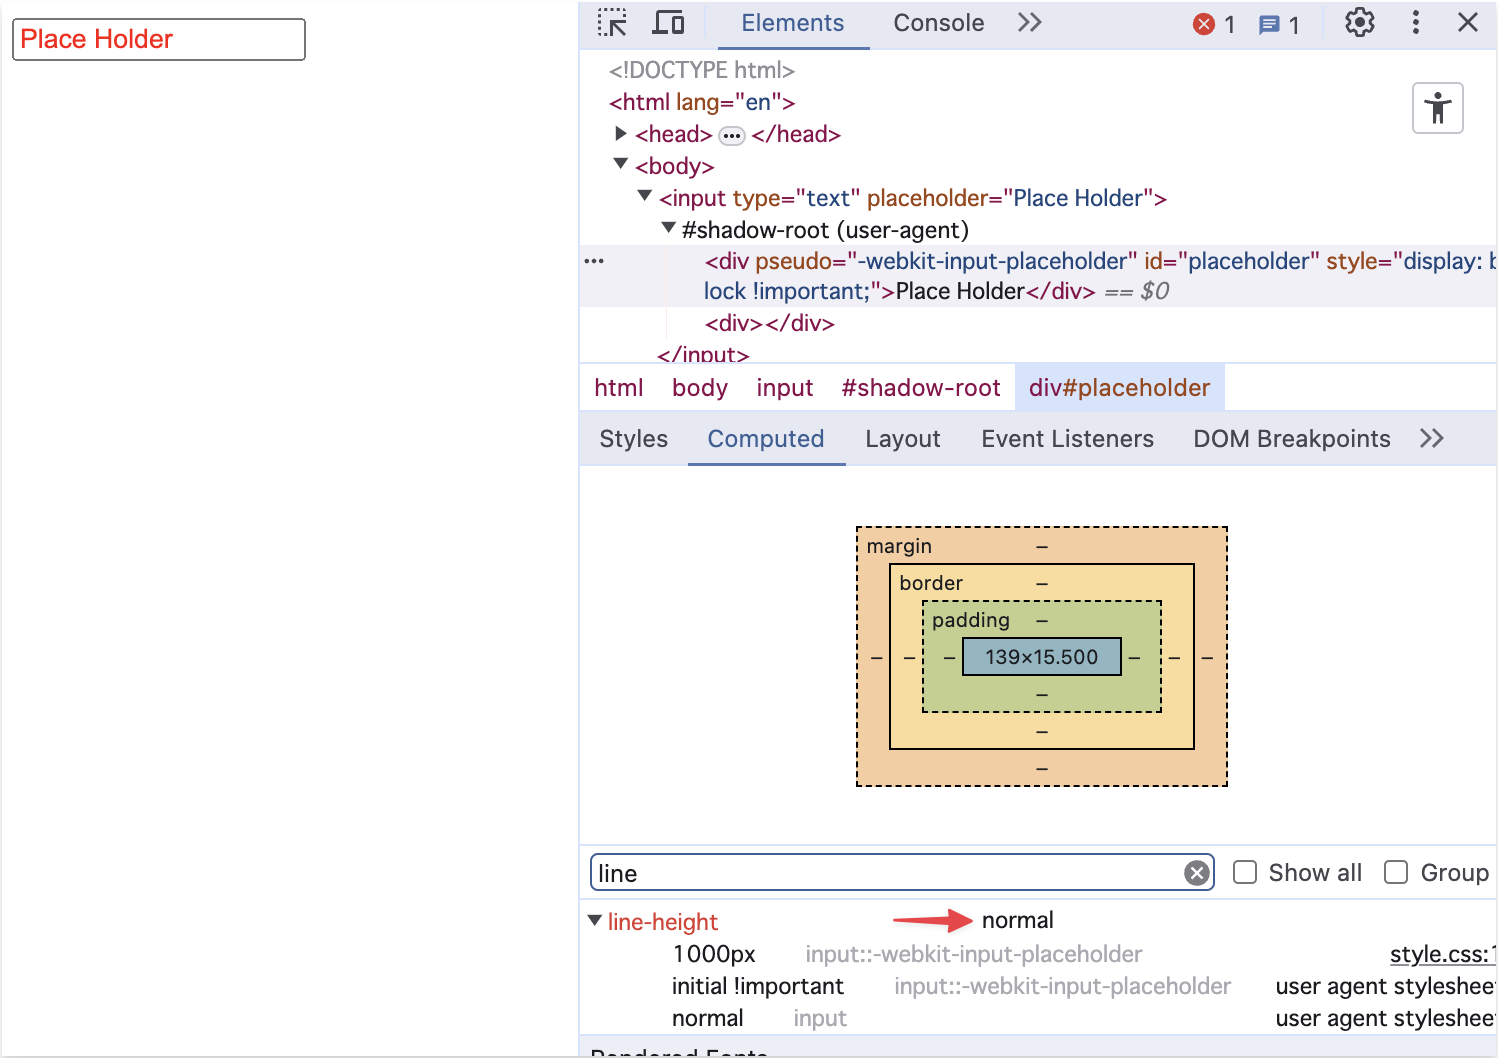 Place Holder
Elements Console 1 1
<!DOCTYPE html>
<html lang="en">
<head> ••• </head>
<body>
<input type="text" placeholder="Place Holder">
#shadow-root (user-agent)
<div pseudo="-webkit-input-placeholder" id="placeholder" style="display: b
lock !important;">Place Holder</div> == $0
<div></div>
</input>
html body input #shadow-root div#placeholder
Styles Computed Layout Event Listeners DOM Breakpoints
margin –
border –
padding –
– – – 139×15.500 – – –
–
–
–
line Show all Group
line-height normal
1000px input::-webkit-input-placeholder style.css:1
initial !important input::-webkit-input-placeholder user agent styleshee
normal input user agent styleshee
Rendered Fonts